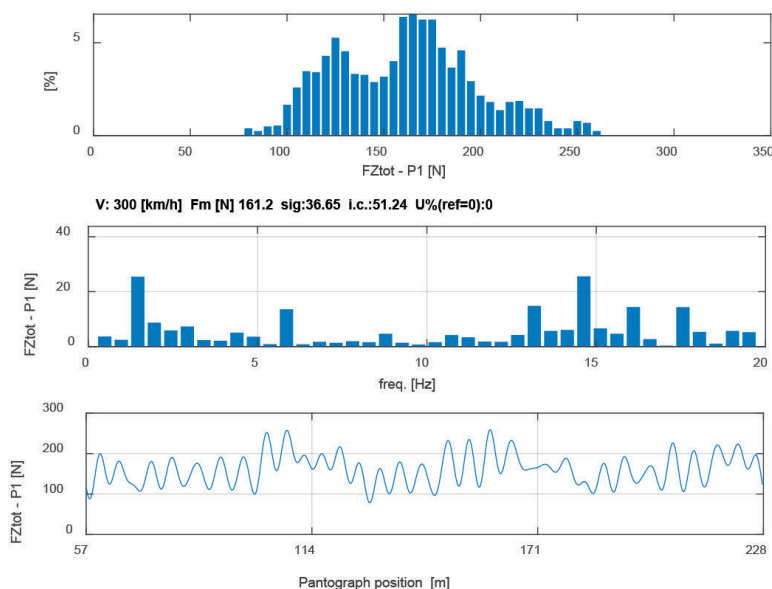 5
[%]
0
0 50 100 150 200 250 300 350
FZtot - P1 [N]
V: 300 [km/h] Fm [N] 161.2 sig:36.65 i.c.:51.24 U%(ref=0):0
40
20
0
FZtot - P1 [N]
0 5 10 15 20
freq. [Hz]
300
200
100
0
FZtot - P1 [N]
57 114 171 228
Pantograph position [m]